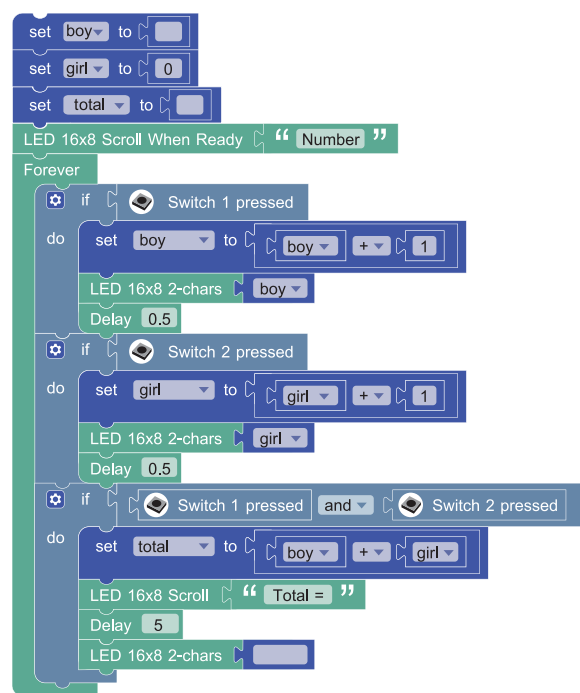 set boy to
set girl to 0
set total to
LED 16x8 Scroll When Ready “ Number ”
Forever
if Switch 1 pressed
do set boy to boy + 1
LED 16x8 2-chars boy
Delay 0.5
if Switch 2 pressed
do set girl to girl + 1
LED 16x8 2-chars girl
Delay 0.5
if Switch 1 pressed and Switch 2 pressed
do set total to boy + girl
LED 16x8 Scroll “ Total = ”
Delay 5
LED 16x8 2-chars